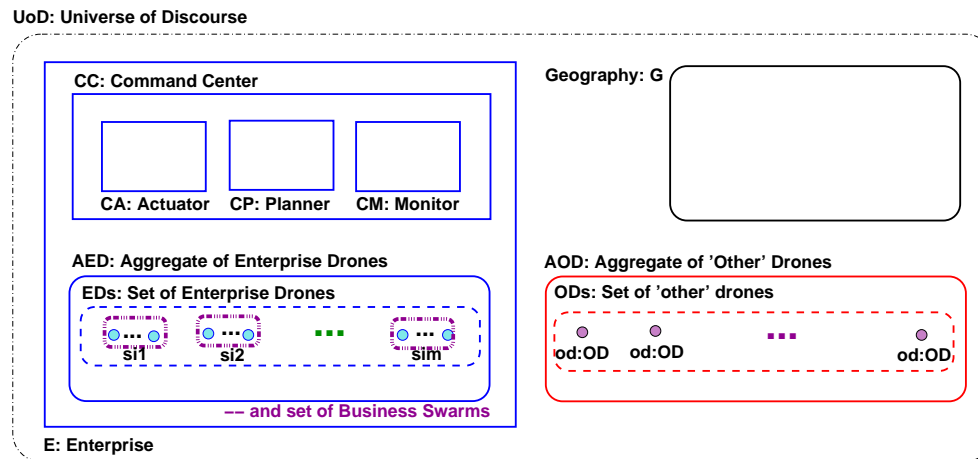 UoD: Universe of Discourse
CC: Command Center
Geography: G
CA: Actuator CP: Planner CM: Monitor
AED: Aggregate of Enterprise Drones
AOD: Aggregate of 'Other' Drones
EDs: Set of Enterprise Drones
ODs: Set of 'other' drones
... ... ... ...
si1 si2 sim
...
od:OD od:OD od:OD
−− and set of Business Swarms
E: Enterprise